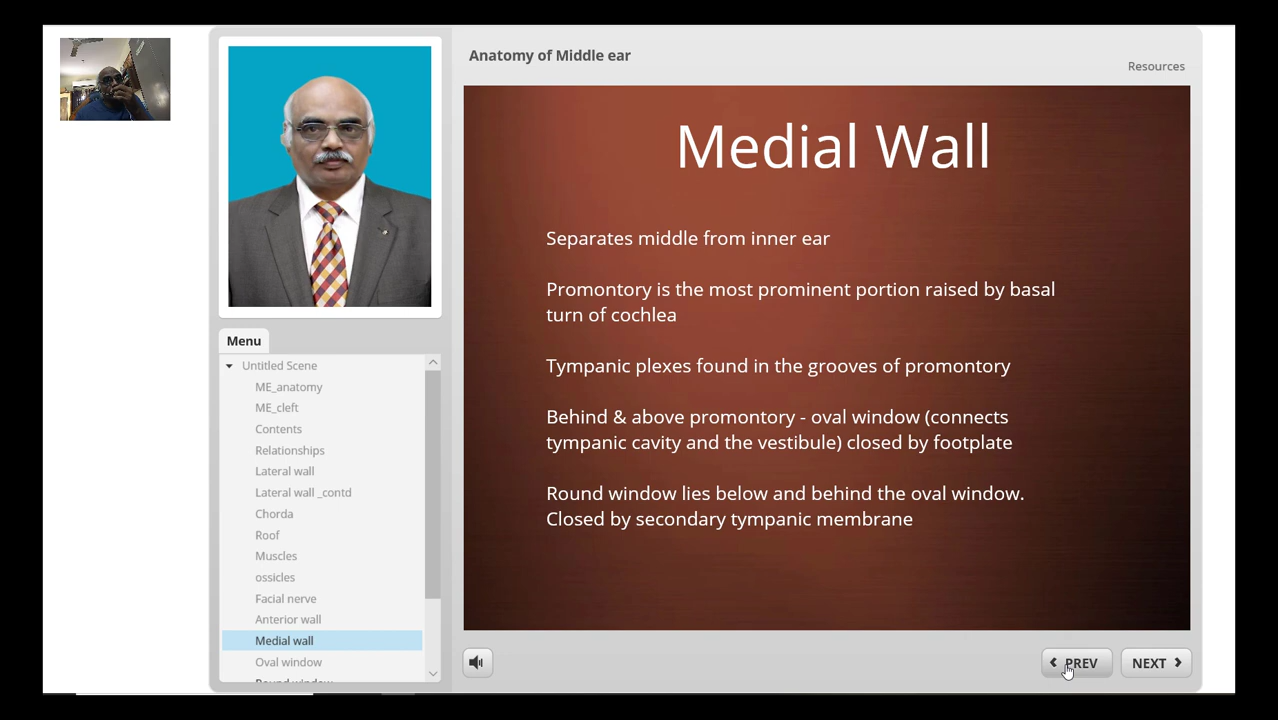 Anatomy of Middle ear
Resources
Medial Wall
Separates middle from inner ear
Promontory is the most prominent portion raised by basal
turn of cochlea
Tympanic plexes found in the grooves of promontory
Behind & above promontory - oval window (connects
tympanic cavity and the vestibule) closed by footplate
Round window lies below and behind the oval window.
Closed by secondary tympanic membrane
Menu
Untitled Scene
ME_anatomy
ME_cleft
Contents
Relationships
Lateral wall
Lateral wall _contd
Chorda
Roof
Muscles
ossicles
Facial nerve
Anterior wall
Medial wall
Oval window
Round window
PREV
NEXT